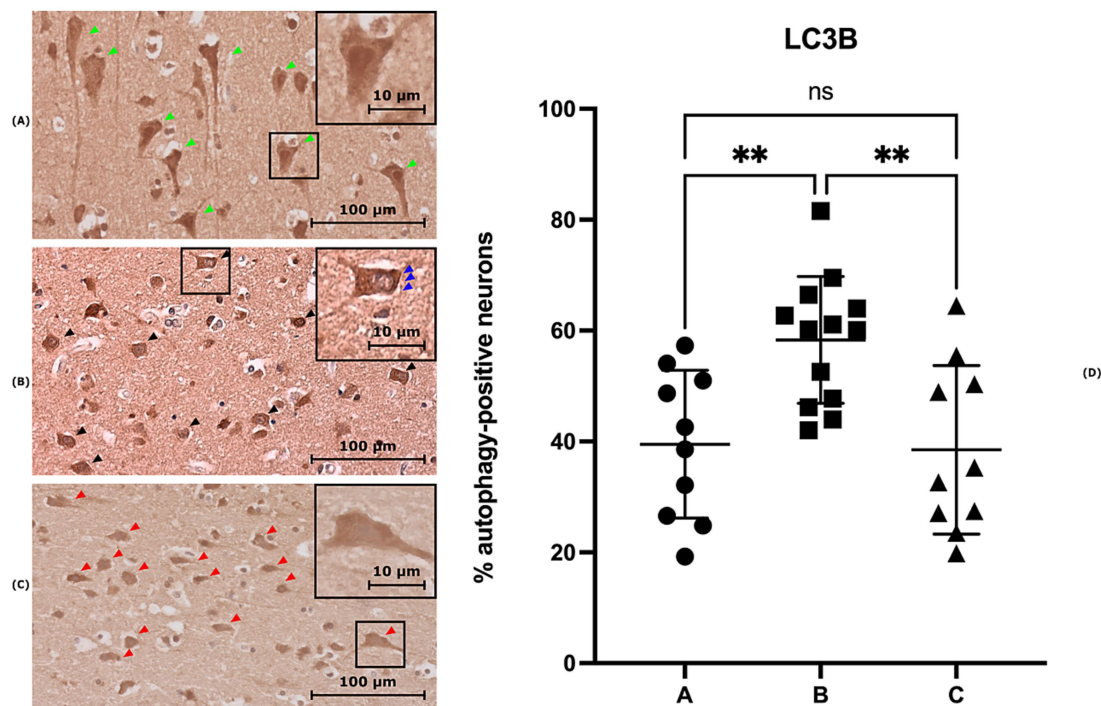 (A)
10 µm
100 µm
(B)
10 µm
100 µm
(C)
10 µm
100 µm
LC3B
ns
** **
% autophagy-positive neurons
100
80
60
40
20
0
A B C
(D)